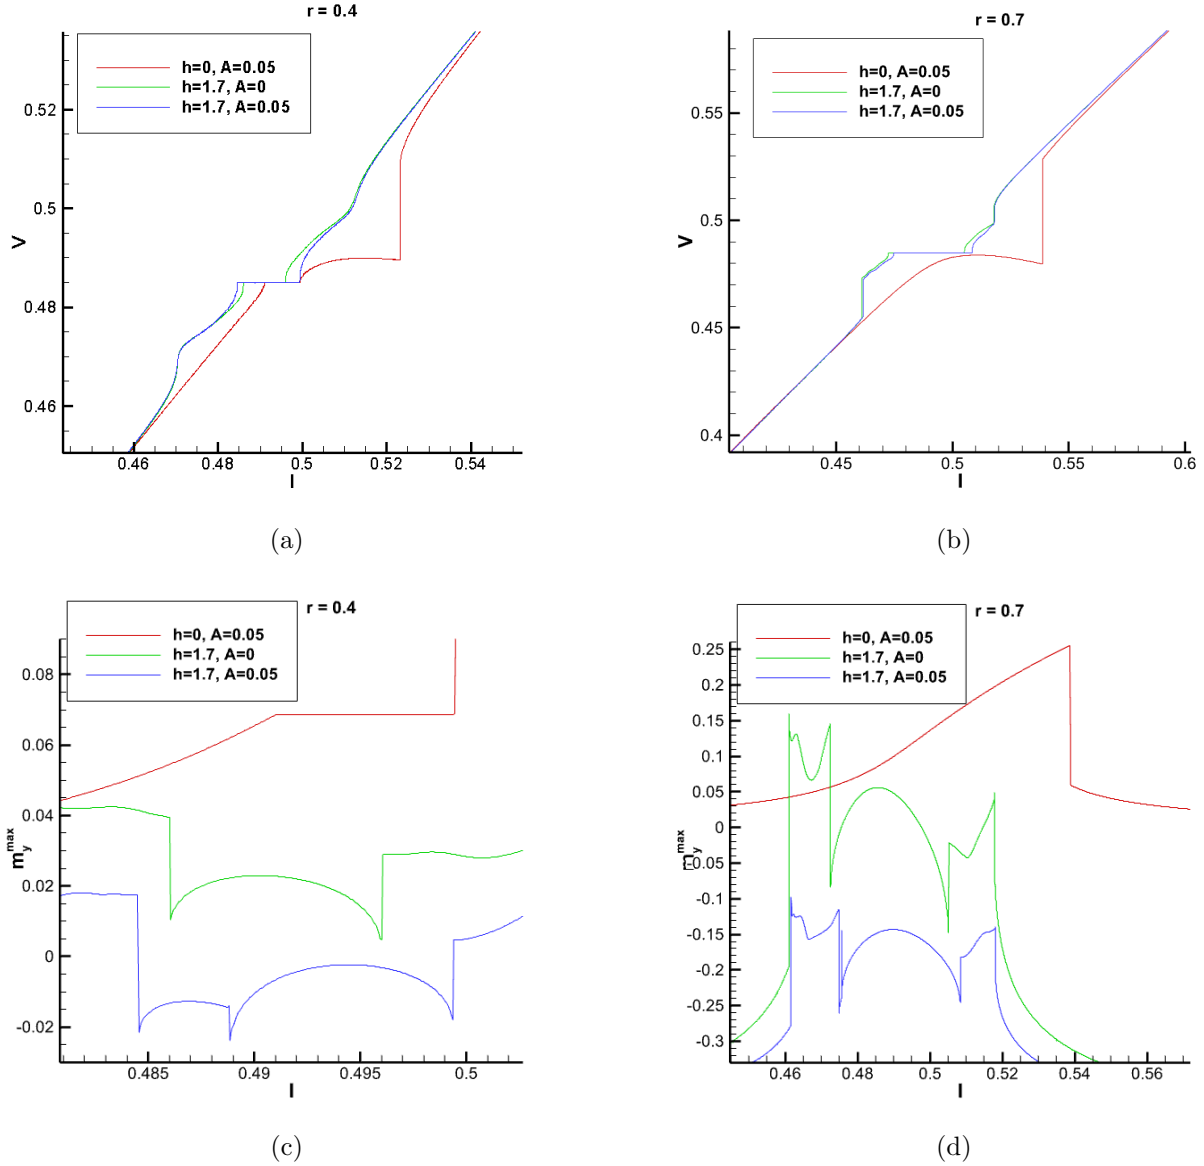 r = 0.4
h=0, A=0.05
h=1.7, A=0
h=1.7, A=0.05
V
0.52
0.5
0.48
0.46
0.46 0.48 0.5 0.52 0.54
I
(a)
r = 0.7
h=0, A=0.05
h=1.7, A=0
h=1.7, A=0.05
V
0.55
0.5
0.45
0.4
0.45 0.5 0.55 0.6
I
(b)
r = 0.4
h=0, A=0.05
h=1.7, A=0
h=1.7, A=0.05
m_y^max
0.08
0.06
0.04
0.02
0
-0.02
0.485 0.49 0.495 0.5
I
(c)
r = 0.7
h=0, A=0.05
h=1.7, A=0
h=1.7, A=0.05
m_y^max
0.25
0.2
0.15
0.1
0.05
0
-0.05
-0.1
-0.15
-0.2
-0.25
-0.3
0.46 0.48 0.5 0.52 0.54 0.56
I
(d)